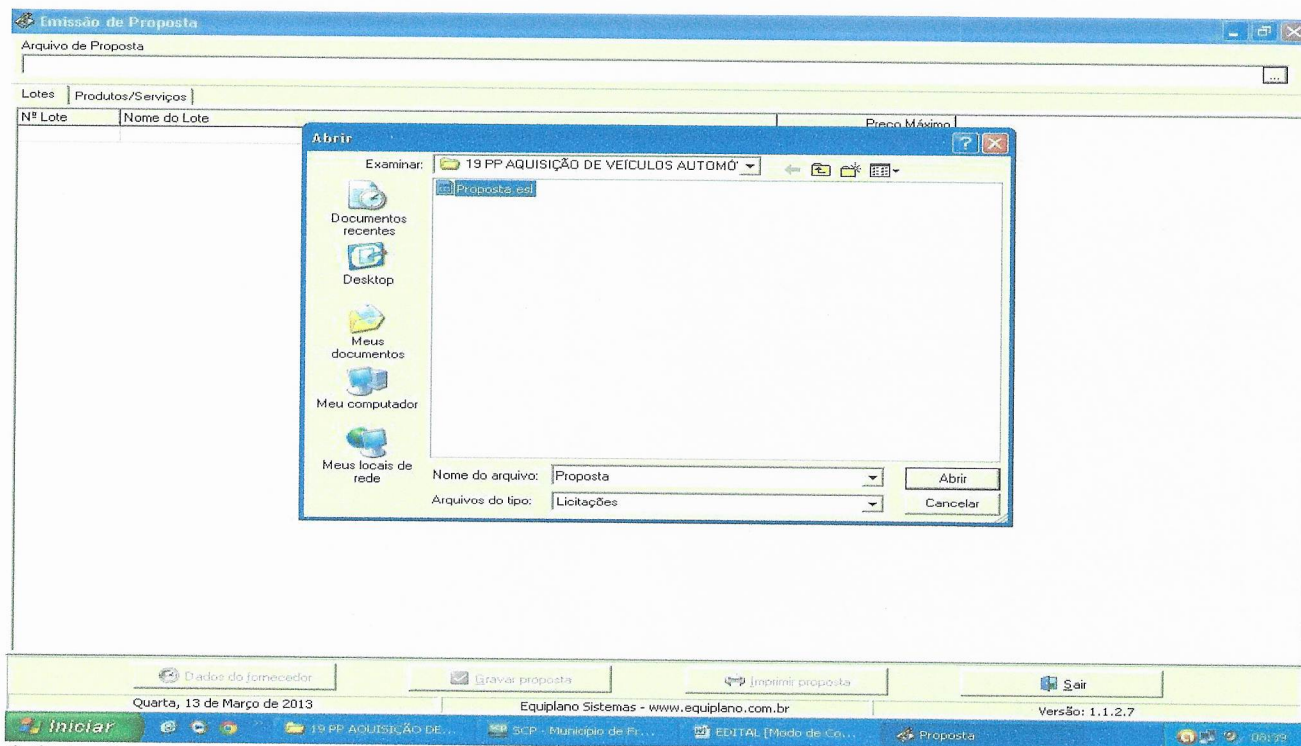 Emissão de Proposta
Arquivo de Proposta
...
Lotes Produtos/Serviços
Nº Lote Nome do Lote Preço Máximo
Abrir
Examinar: 19 PP AQUISIÇÃO DE VEÍCULOS AUTOMÓ
Proposta.esl
Documentos
recentes
Desktop
Meus
documentos
Meu computador
Meus locais de
rede
Nome do arquivo: Proposta Abrir
Arquivos do tipo: Licitações Cancelar
Dados do fornecedor Gravar proposta Imprimir proposta Sair
Quarta, 13 de Março de 2013 Equiplano Sistemas - www.equiplano.com.br Versão: 1.1.2.7
Iniciar 19 PP AQUISIÇÃO DE... SCP - Municipio de Fr... EDITAL [Modo de Co... Proposta 08:39